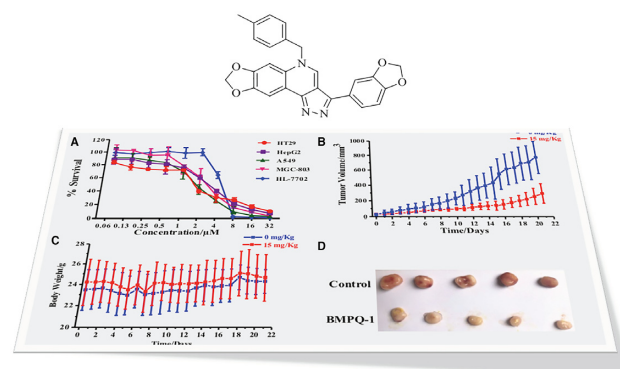 N
O
O
O
O
N
N
A
120
100
80
60
40
20
0
% Survival
HT29
HepG2
A549
MGC-803
HL-7702
0.06 0.13 0.25 0.5 1 2 4 8 16 32
Concentration/μM
B
0 mg/Kg
15 mg/Kg
1000
800
600
400
200
0
Tumor Volume/mm3
0 2 4 6 8 10 12 14 16 18 20 22
Time/Days
C
0 mg/Kg
15 mg/Kg
28
26
24
22
20
Body Weight/g
0 2 4 6 8 10 12 14 16 18 20 22
Time/Days
D
Control
BMPQ-1